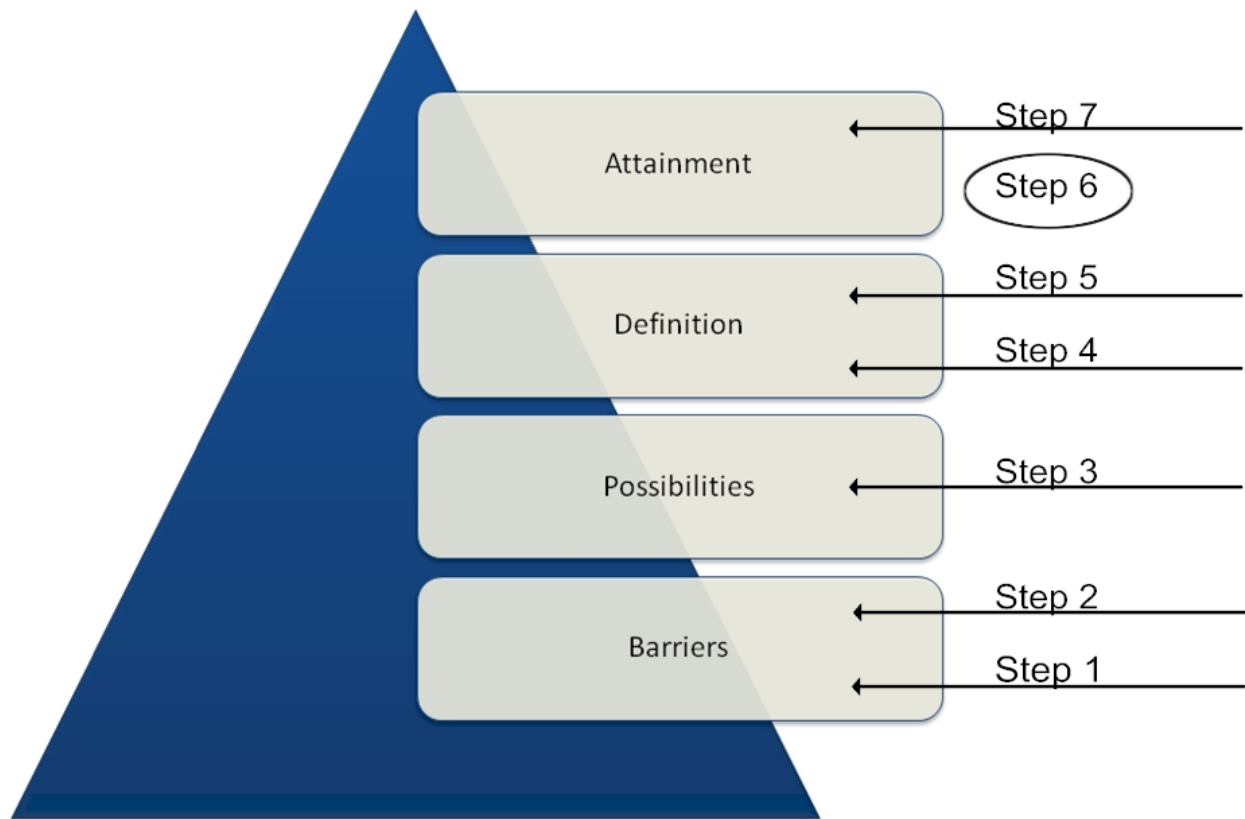 Step 7
Attainment
Step 6
Step 5
Definition
Step 4
Step 3
Possibilities
Step 2
Barriers
Step 1